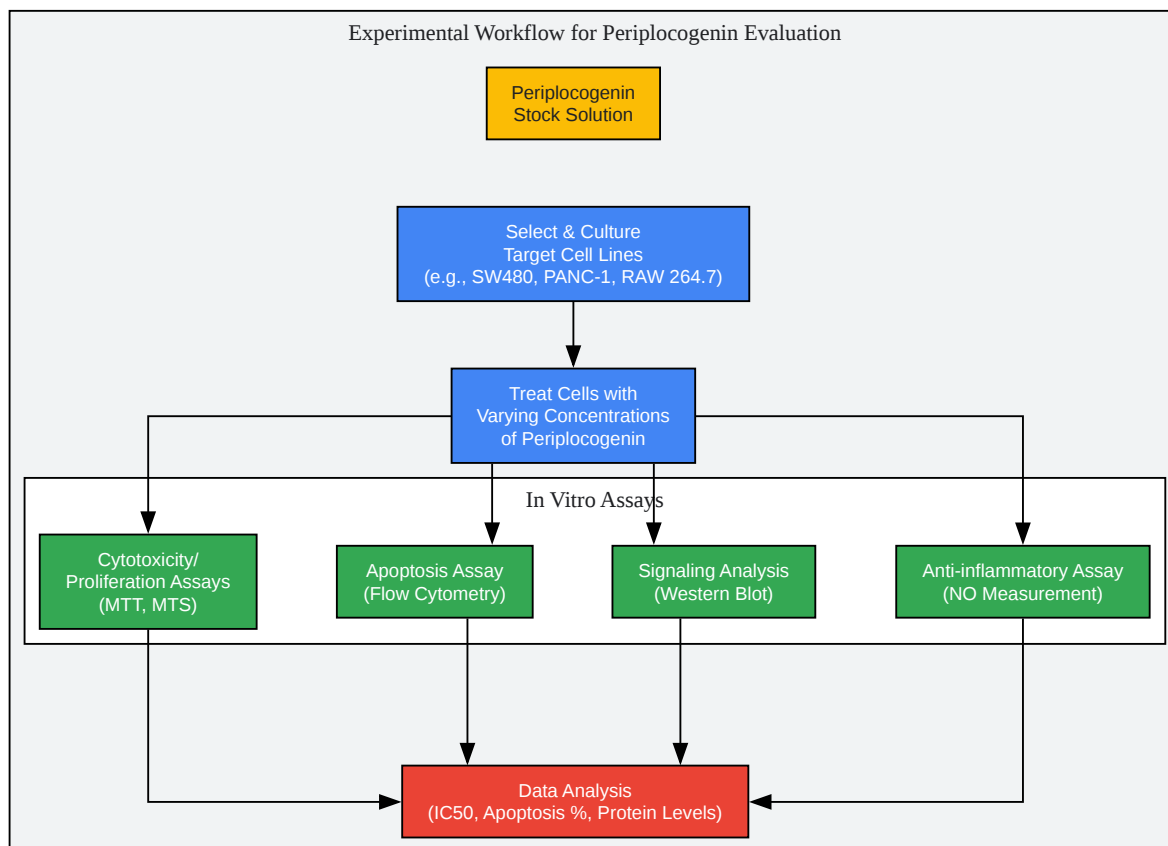 Experimental Workflow for Periplocogenin Evaluation
Periplocogenin
Stock Solution
Select & Culture
Target Cell Lines
(e.g., SW480, PANC-1, RAW 264.7)
Treat Cells with
Varying Concentrations
of Periplocogenin
In Vitro Assays
Cytotoxicity/
Proliferation Assays
(MTT, MTS)
Apoptosis Assay
(Flow Cytometry)
Signaling Analysis
(Western Blot)
Anti-inflammatory Assay
(NO Measurement)
Data Analysis
(IC50, Apoptosis %, Protein Levels)